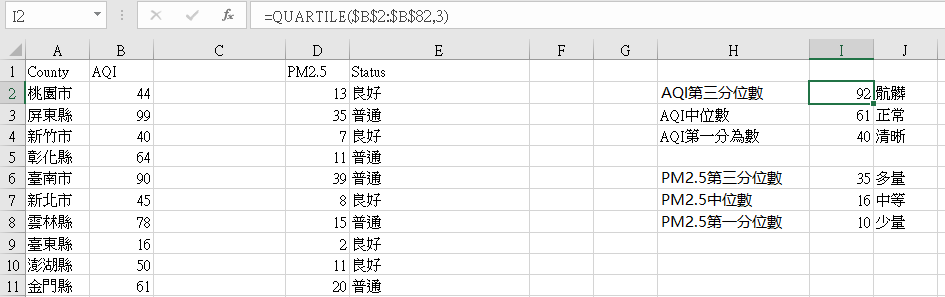 I2 fx =QUARTILE($B$2:$B$82,3)
A B C D E F G H I J
1 County AQI PM2.5 Status
2 桃園市 44 13 良好 AQI第三分位數 92 骯髒
3 屏東縣 99 35 普通 AQI中位數 61 正常
4 新竹市 40 7 良好 AQI第一分為數 40 清晰
5 彰化縣 64 11 普通
6 臺南市 90 39 普通 PM2.5第三分位數 35 多量
7 新北市 45 8 良好 PM2.5中位數 16 中等
8 雲林縣 78 15 普通 PM2.5第一分位數 10 少量
9 臺東縣 16 2 良好
10 澎湖縣 50 11 良好
11 金門縣 61 20 普通